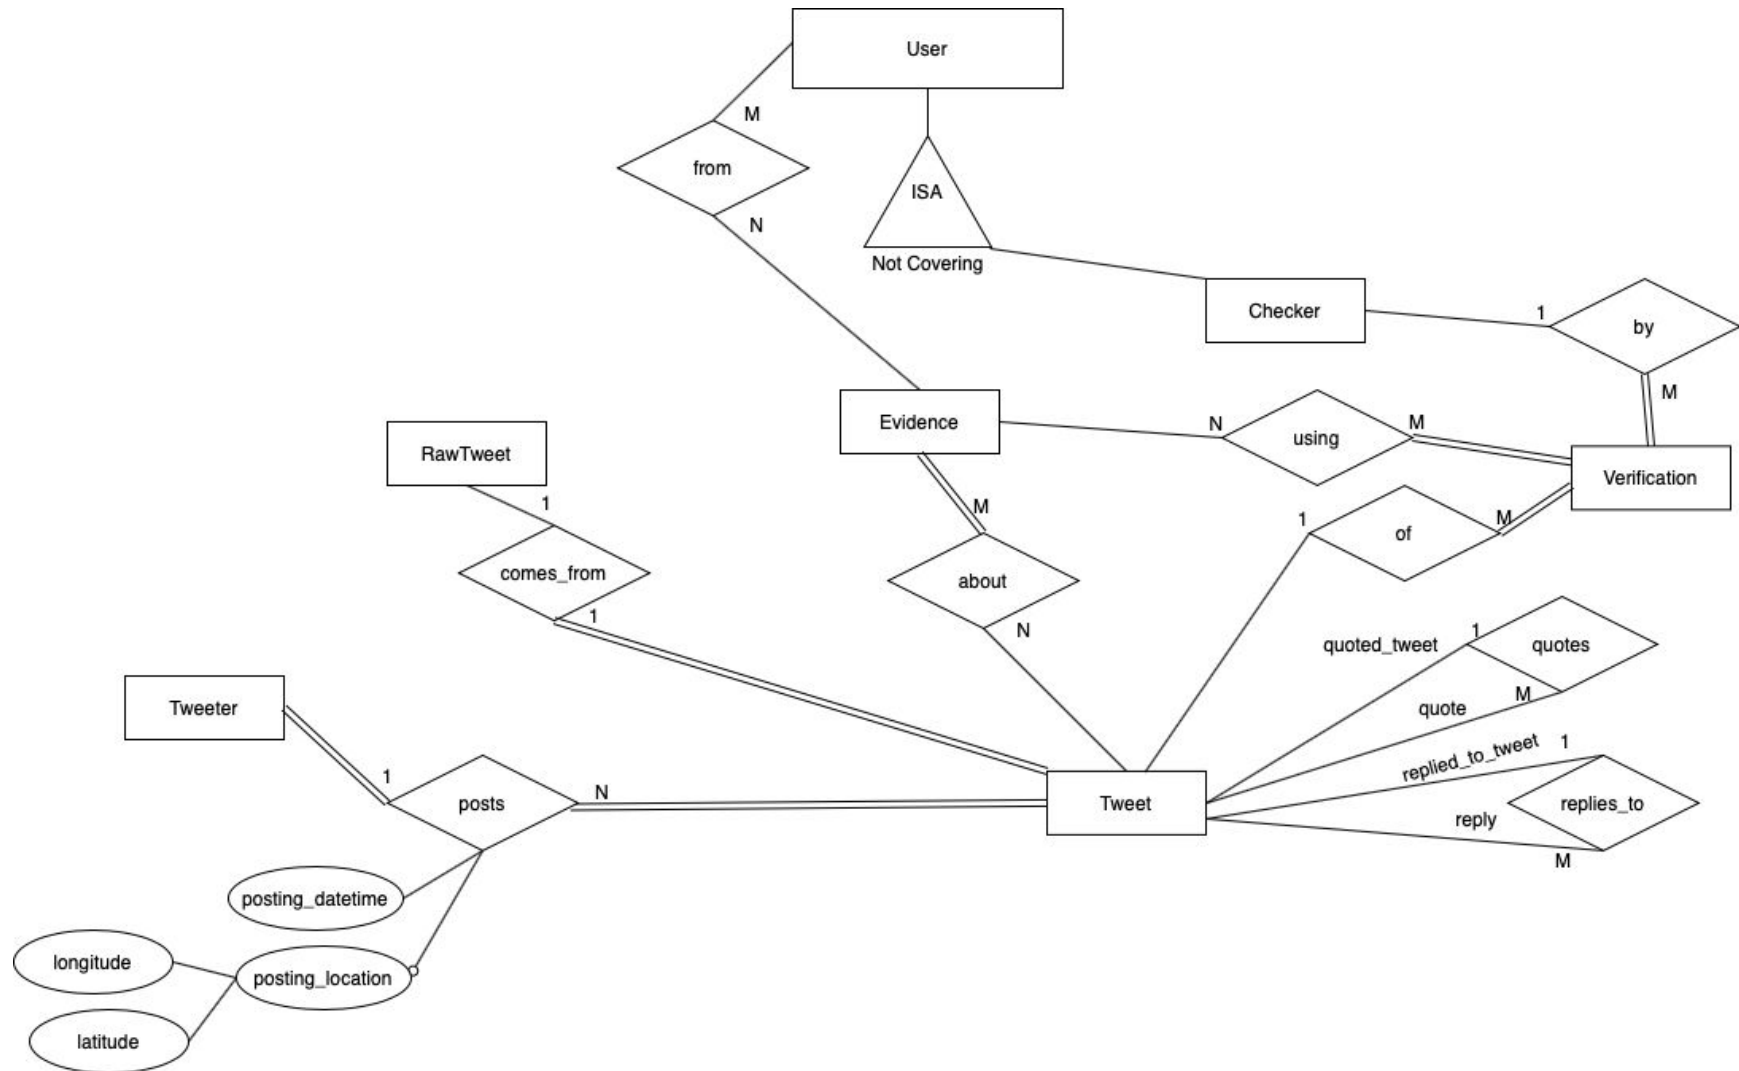 User
M
from
ISA
N
Not Covering
Checker
1
by
M
RawTweet
Evidence
N
using
M
Verification
1
M
1
M
of
comes_from
about
1
N
quoted_tweet
1
quotes
M
quote
Tweeter
replied_to_tweet
1
1
N
posts
Tweet
replies_to
reply
M
posting_datetime
longitude
posting_location
latitude